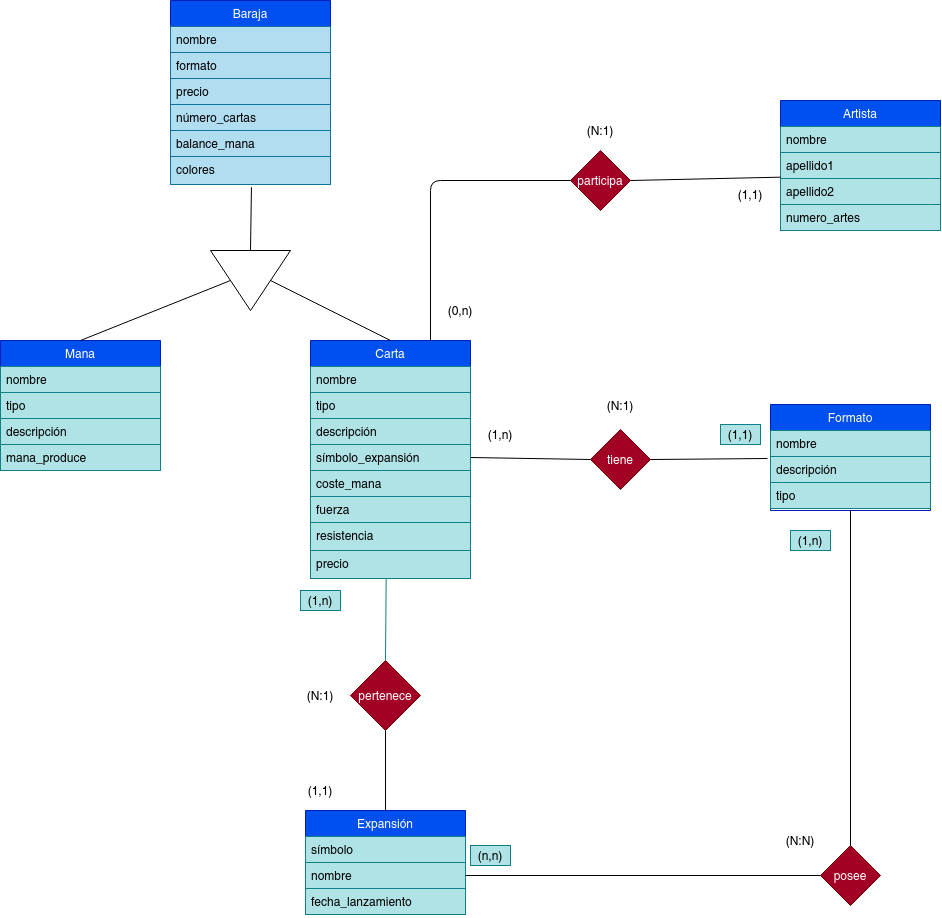 Baraja
nombre
formato
precio
número_cartas
balance_mana
colores
Artista
nombre
apellido1
apellido2
numero_artes
(N:1)
participa
(1,1)
(0,n)
Mana
nombre
tipo
descripción
mana_produce
Carta
nombre
tipo
descripción
símbolo_expansión
coste_mana
fuerza
resistencia
precio
(1,n)
(N:1)
tiene
(1,1)
Formato
nombre
descripción
tipo
(1,n)
(1,n)
(N:1)
pertenece
(1,1)
Expansión
símbolo
nombre
fecha_lanzamiento
(n,n)
(N:N)
posee